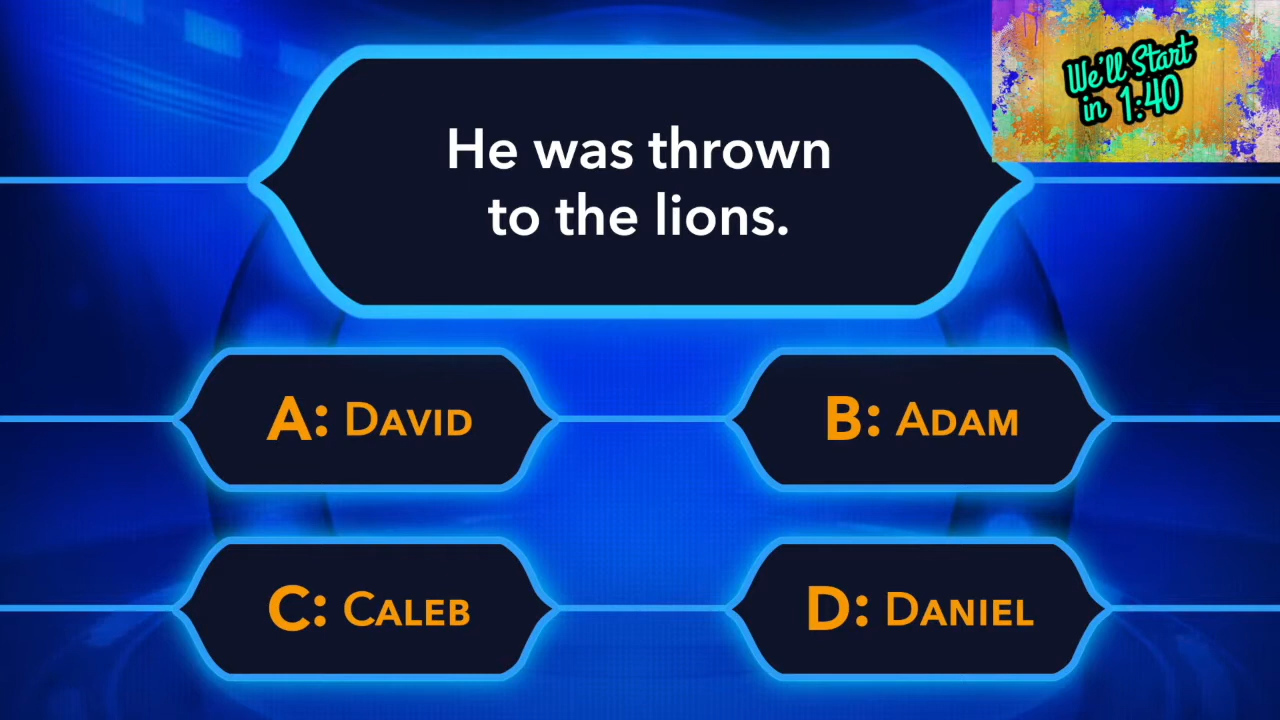 He was thrown
to the lions.
We'll Start
in 1:40
A: DAVID
B: ADAM
C: CALEB
D: DANIEL